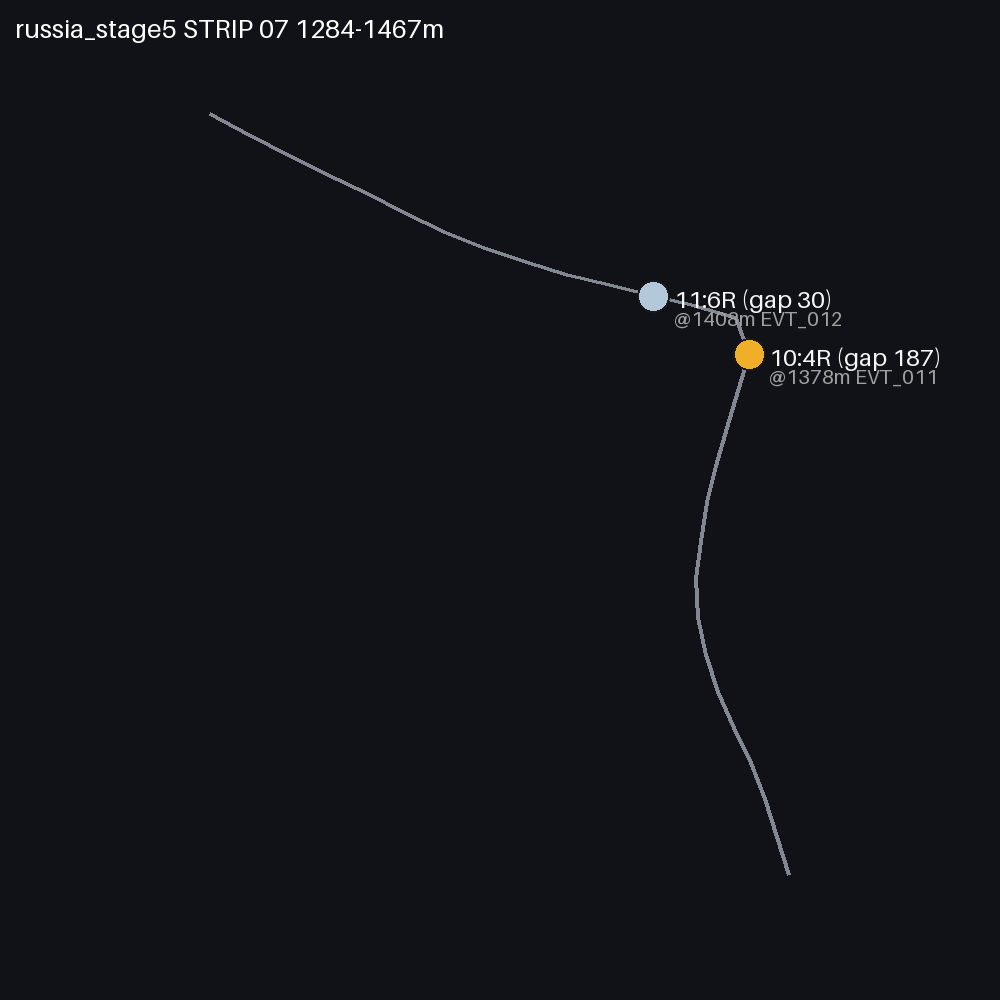 russia_stage5 STRIP 07 1284-1467m
11:6R (gap 30)
@1408m EVT_012
10:4R (gap 187)
@1378m EVT_011